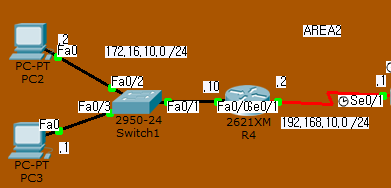 AREA2
.2
172,16,10,0 /24
Fa0
PC-PT
PC2
Fa0/2
.10
.2
.1
Fa0/3
Fa0/1
Fa0/0
Se0/1
Se0/1
Fa0
2950-24
Switch1
2621XM
R4
192,168,10,0 /24
PC-PT
PC3
.1